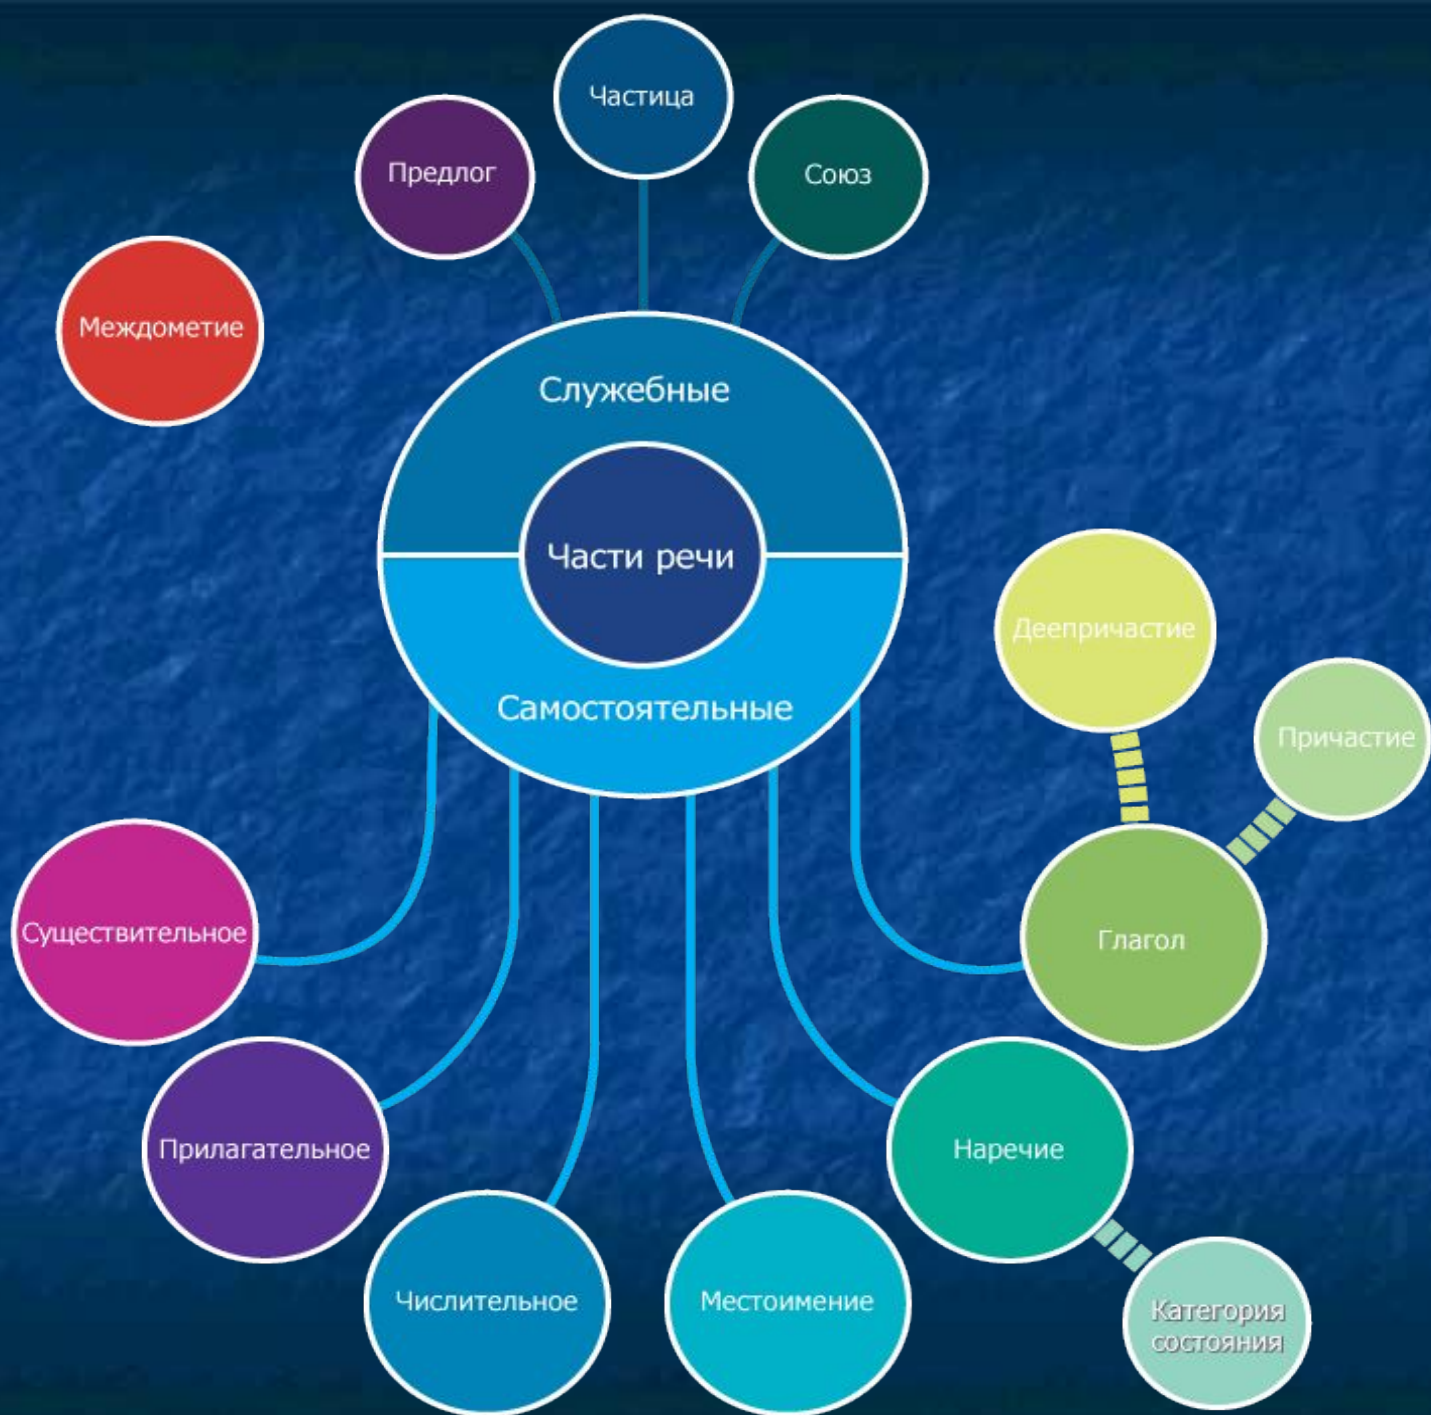 Частица
Предлог
Союз
Междометие
Служебные
Части речи
Самостоятельные
Деепричастие
Причастие
Существительное
Глагол
Прилагательное
Наречие
Числительное
Местоимение
Категория
состояния